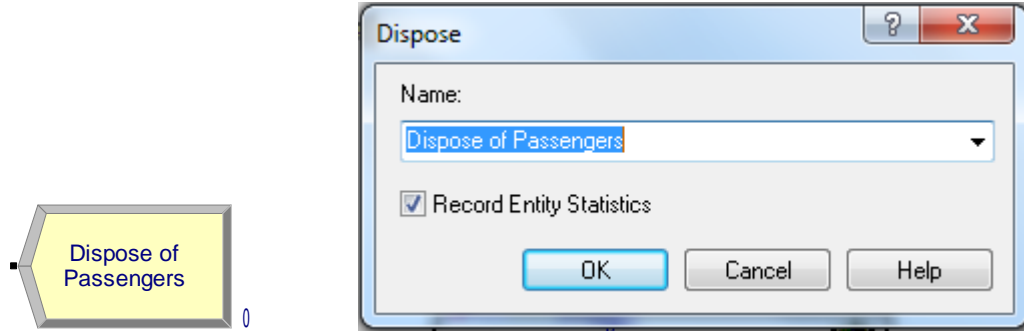 Dispose
Name:
Dispose of Passengers
Record Entity Statistics
OK Cancel Help
Dispose of
Passengers
0